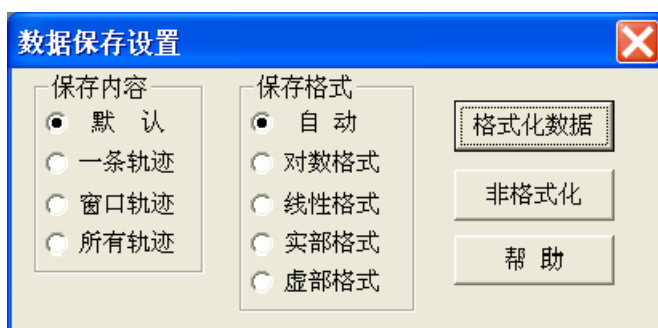 数据保存设置
保存内容
默 认
一条轨迹
窗口轨迹
所有轨迹
保存格式
自 动
对数格式
线性格式
实部格式
虚部格式
格式化数据
非格式化
帮 助